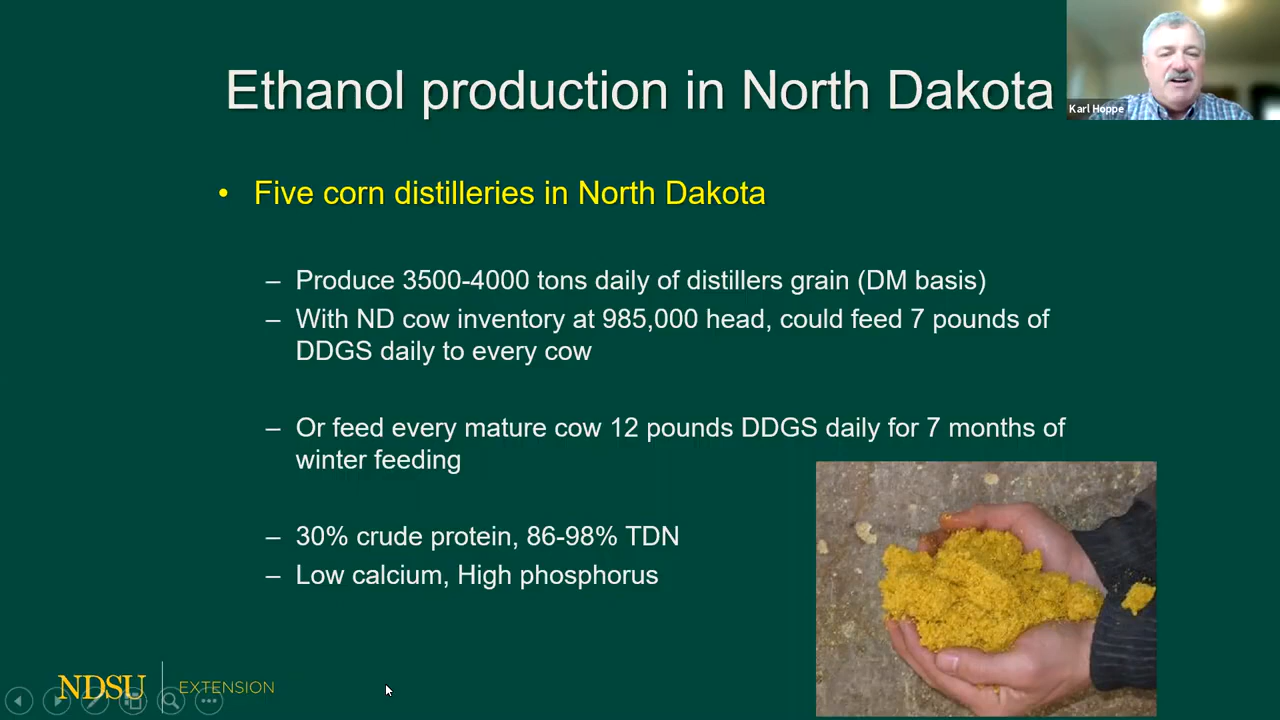 Ethanol production in North Dakota
Karl Hoppe
• Five corn distilleries in North Dakota
– Produce 3500-4000 tons daily of distillers grain (DM basis)
– With ND cow inventory at 985,000 head, could feed 7 pounds of
DDGS daily to every cow
– Or feed every mature cow 12 pounds DDGS daily for 7 months of
winter feeding
– 30% crude protein, 86-98% TDN
– Low calcium, High phosphorus
NDSU EXTENSION